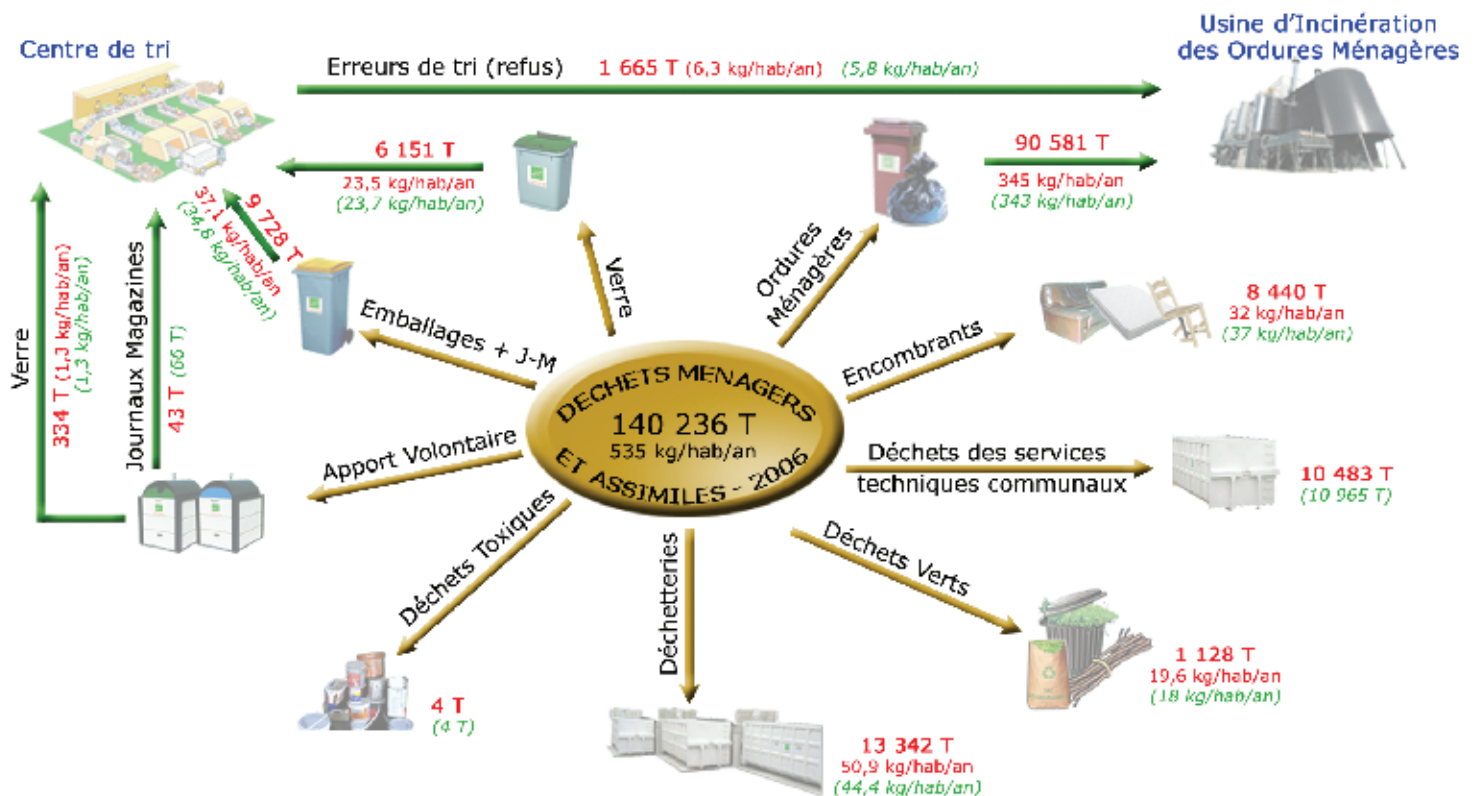 Centre de tri
Usine d'Incinération
des Ordures Ménagères
Erreurs de tri (refus) 1 665 T (6,3 kg/hab/an) (5,8 kg/hab/an)
6 151 T
23,5 kg/hab/an
(23,7 kg/hab/an)
90 581 T
345 kg/hab/an
(343 kg/hab/an)
9 728 T
37,1 kg/hab/an
(34,8 kg/hab/an)
Verre
334 T (1,3 kg/hab/an)
(1,3 kg/hab/an)
Journaux Magazines
43 T (66 T)
Emballages + J-M
Verre
Ordures
Ménagères
Encombrants
8 440 T
32 kg/hab/an
(37 kg/hab/an)
DECHETS MENAGERS
140 236 T
535 kg/hab/an
ET ASSIMILES - 2006
Apport Volontaire
Déchets des services
techniques communaux
10 483 T
(10 965 T)
Déchets Toxiques
4 T
(4 T)
Déchetteries
13 342 T
50,9 kg/hab/an
(44,4 kg/hab/an)
Déchets Verts
1 128 T
19,6 kg/hab/an
(18 kg/hab/an)